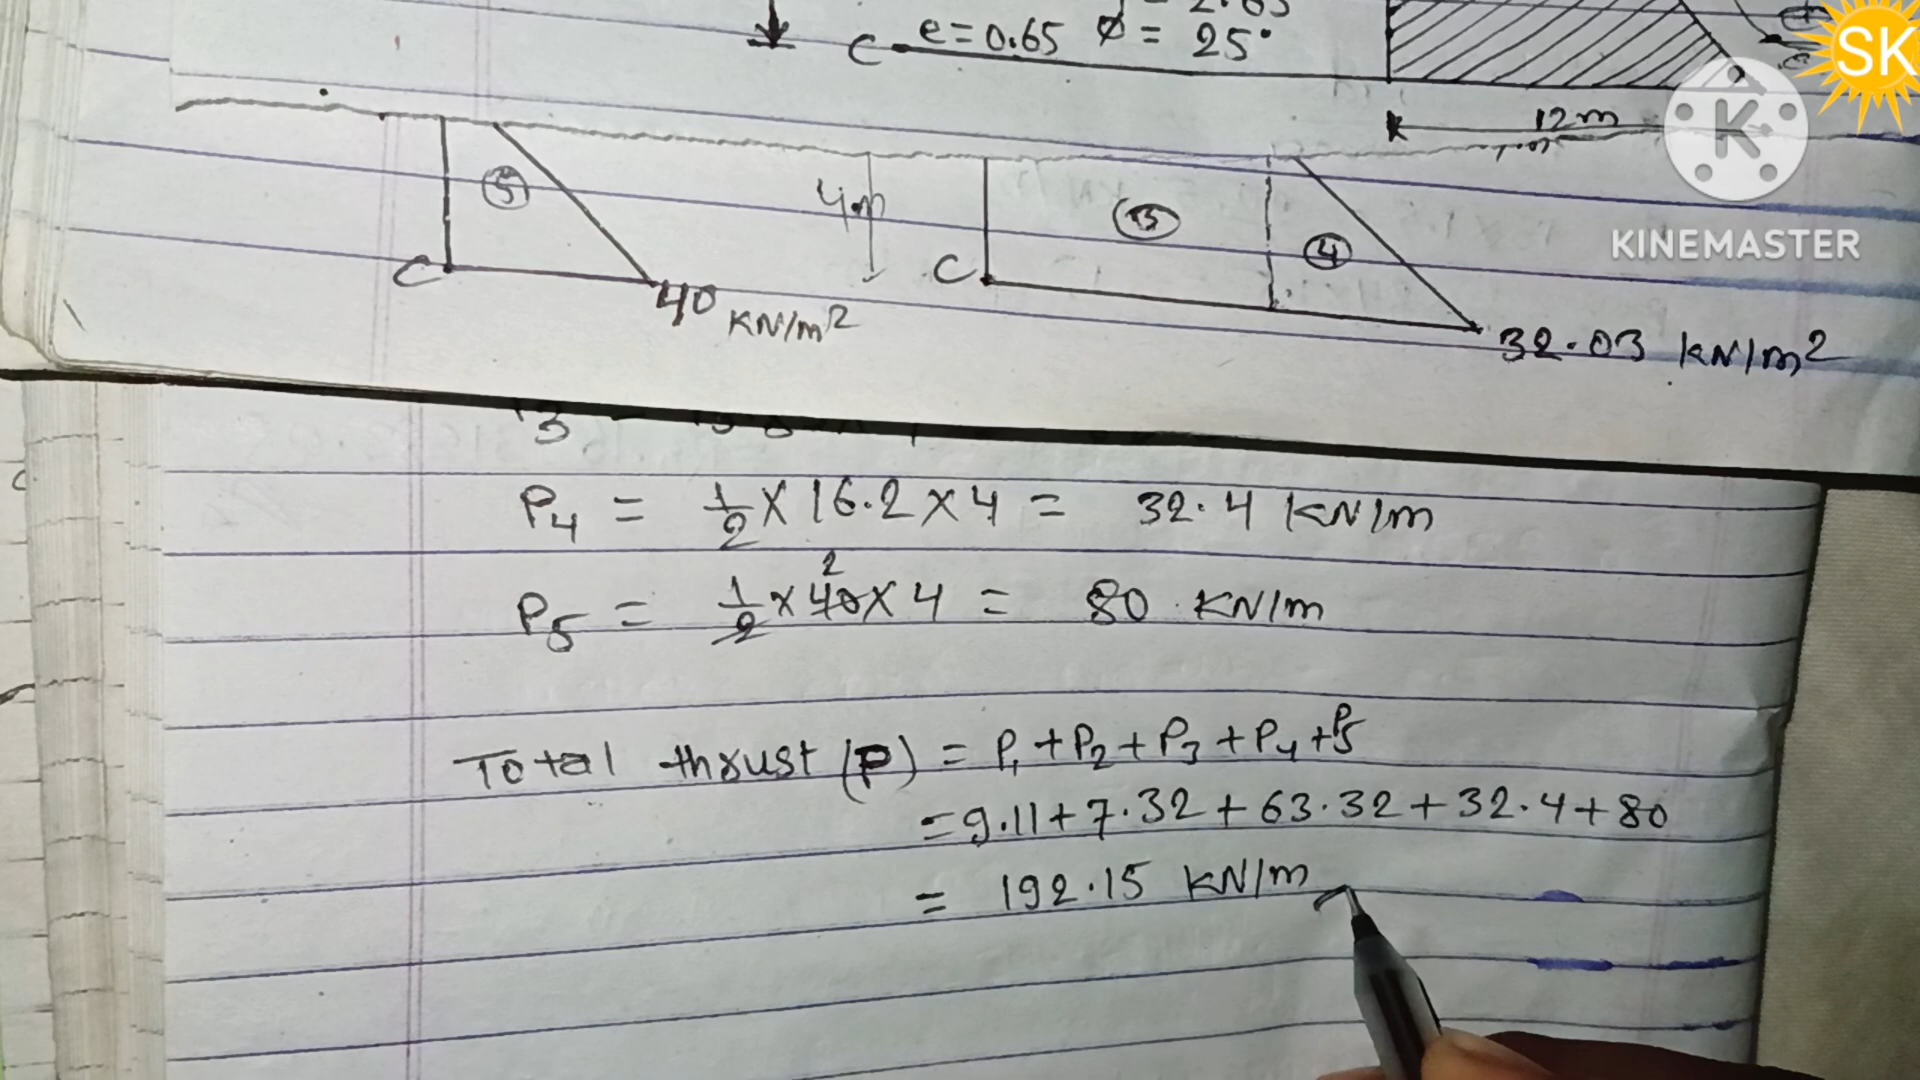 SK
e=0.65 ϕ = 25°
C
12m
K
KINEMASTER
5
4m
3
4
C
C
40 KN/m²
32.03 KN/m²
P4 = 1/2 × 16.2 × 4 = 32.4 KN/m
2
P5 = 1/2 × 40 × 4 = 80 KN/m
Total thrust (P) = P1 + P2 + P3 + P4 + P5
= 9.11 + 7.32 + 63.32 + 32.4 + 80
= 192.15 KN/m